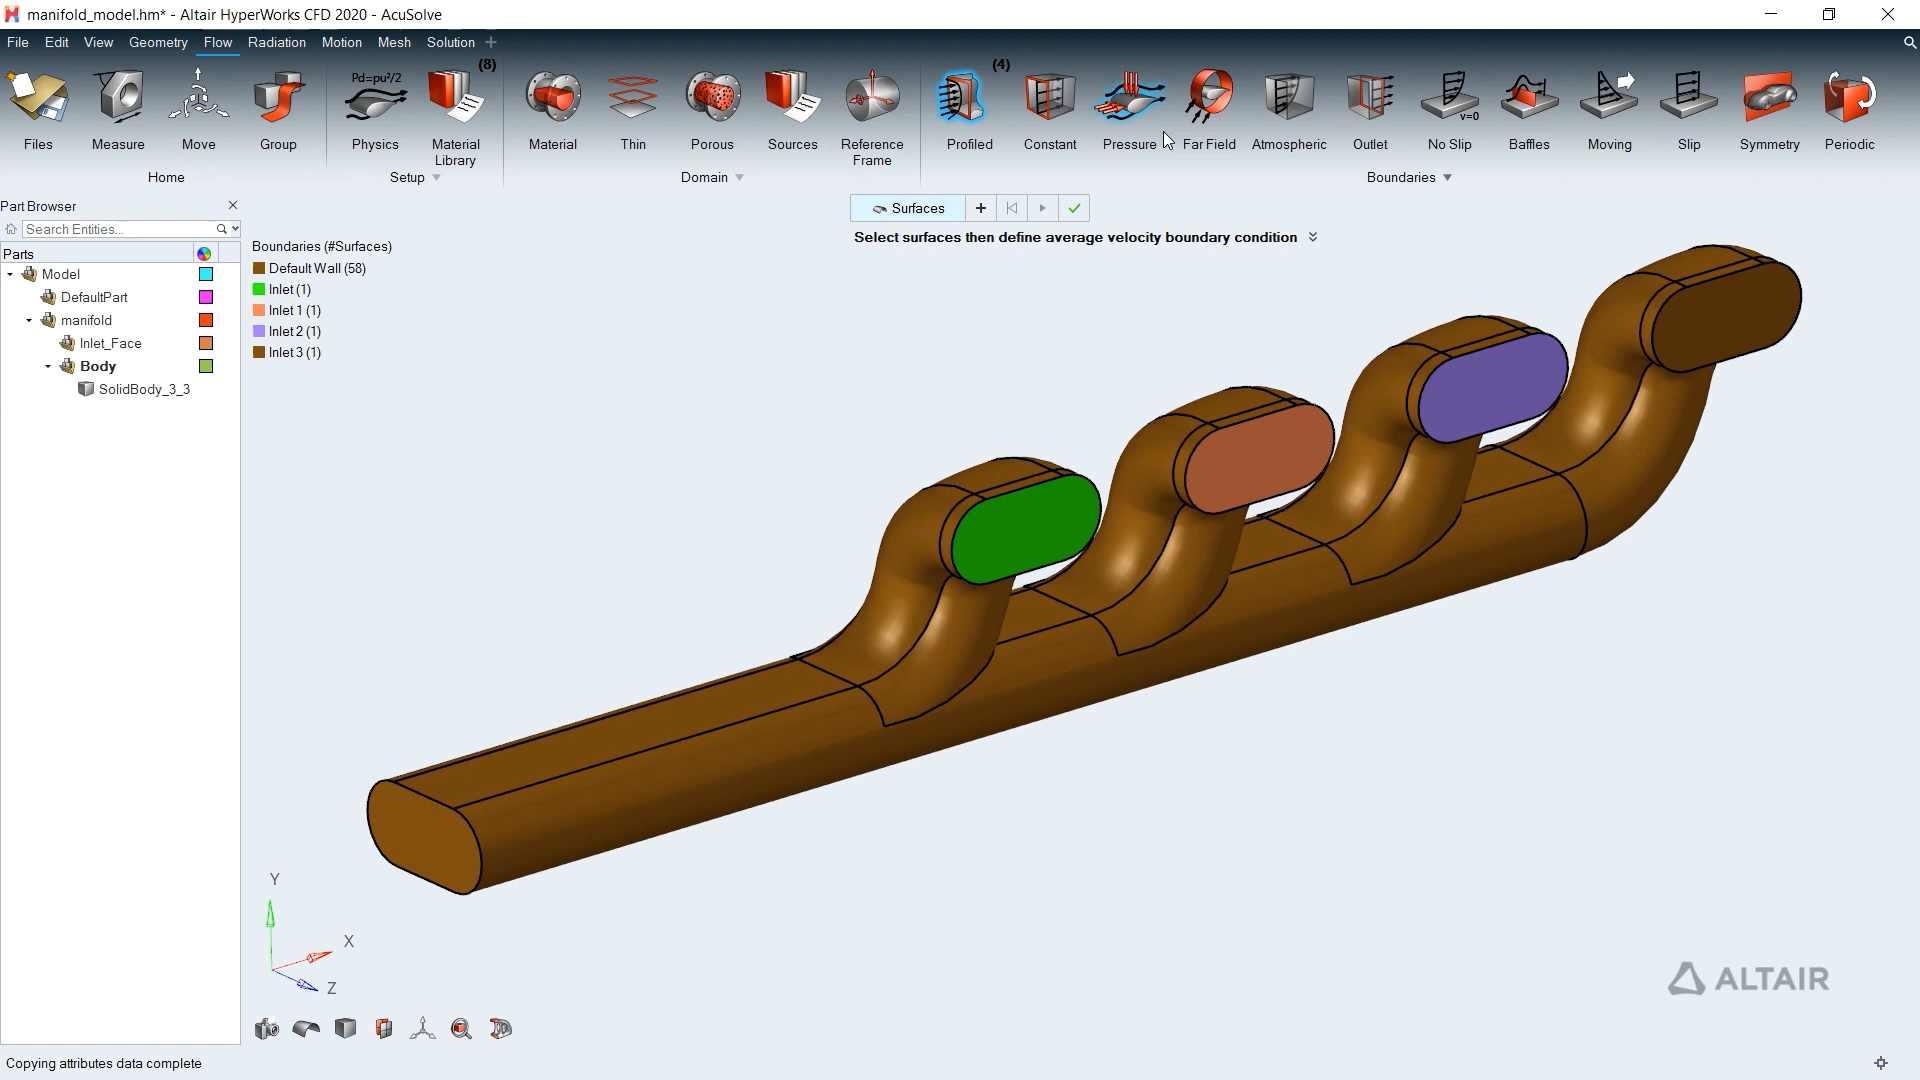 manifold_model.hm* - Altair HyperWorks CFD 2020 - AcuSolve
File Edit View Geometry Flow Radiation Motion Mesh Solution
(8) (4)
Pd=pu²/2
v=0
Files Measure Move Group Physics Material Library Material Thin Porous Sources Reference Frame Profiled Constant Pressure Far Field Atmospheric Outlet No Slip Baffles Moving Slip Symmetry Periodic
Home Setup Domain Boundaries
Part Browser
Search Entities...
Parts
Model
DefaultPart
manifold
Inlet_Face
Body
SolidBody_3_3
Surfaces
Select surfaces then define average velocity boundary condition
Boundaries (#Surfaces)
Default Wall (58)
Inlet (1)
Inlet 1 (1)
Inlet 2 (1)
Inlet 3 (1)
Y
X
Z
ALTAIR
Copying attributes data complete